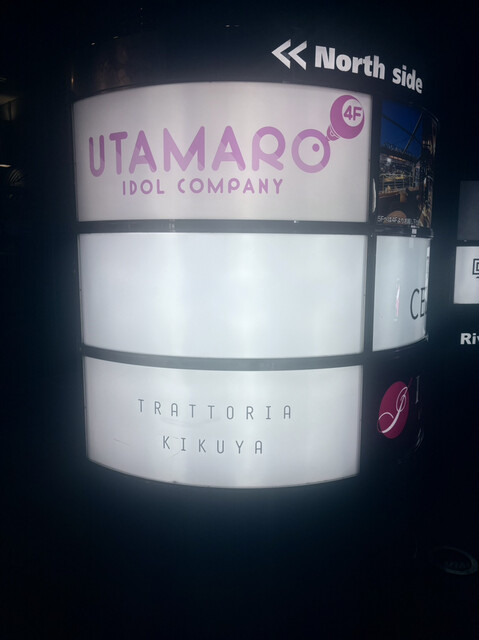 North side
4F
UTAMARO
IDOL COMPANY
TRATTORIA
KIKUYA